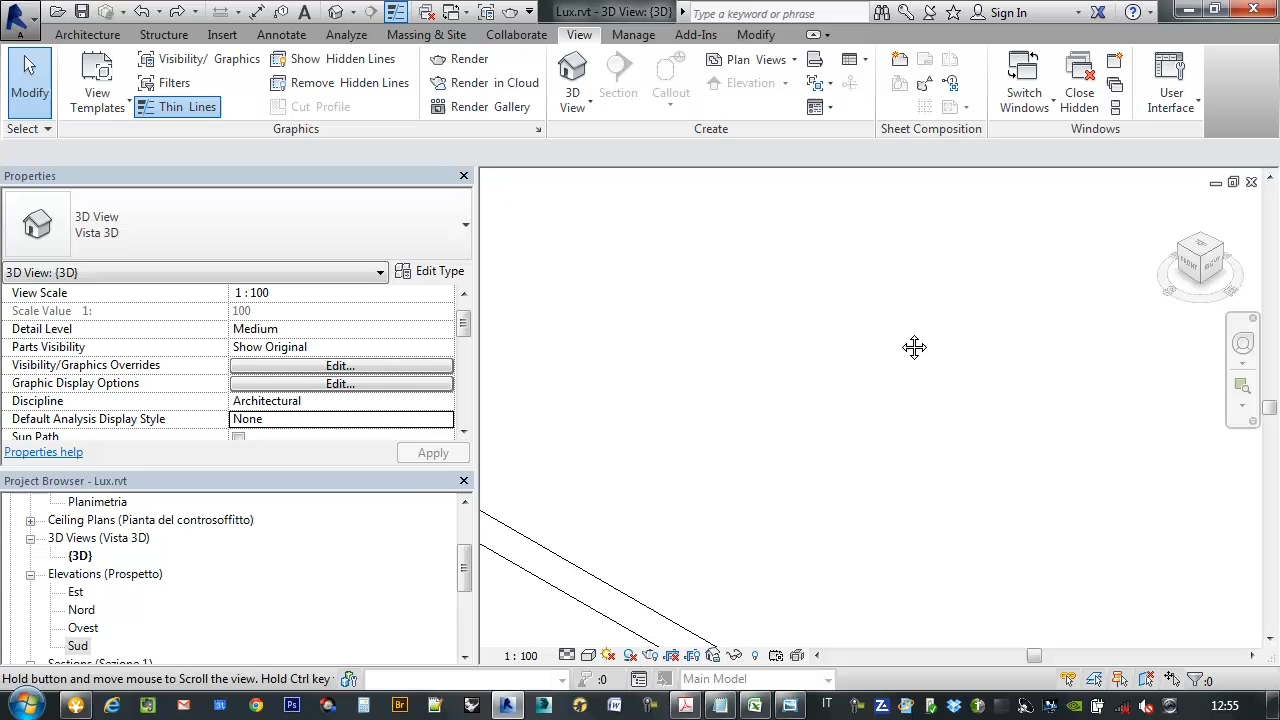 Lux.rvt - 3D View: {3D}
Type a keyword or phrase
Sign In
Architecture Structure Insert Annotate Analyze Massing & Site Collaborate View Manage Add-Ins Modify
Visibility/ Graphics Show Hidden Lines Render Plan Views
Filters Remove Hidden Lines Render in Cloud Elevation
Modify View Templates Thin Lines Cut Profile Render Gallery 3D View Section Callout Switch Windows Close Hidden User Interface
Select Graphics Create Sheet Composition Windows
Properties
3D View
Vista 3D
3D View: {3D} Edit Type
View Scale 1 : 100
Scale Value 1: 100
Detail Level Medium
Parts Visibility Show Original
Visibility/Graphics Overrides Edit...
Graphic Display Options Edit...
Discipline Architectural
Default Analysis Display Style None
Sun Path
Properties help Apply
TOP
FRONT RIGHT
Project Browser - Lux.rvt
Planimetria
Ceiling Plans (Pianta del controsoffitto)
3D Views (Vista 3D)
{3D}
Elevations (Prospetto)
Est
Nord
Ovest
Sud
Sections (Sezione 1)
1 : 100
Hold button and move mouse to Scroll the view. Hold Ctrl key
:0 Main Model :0
IT 12:55